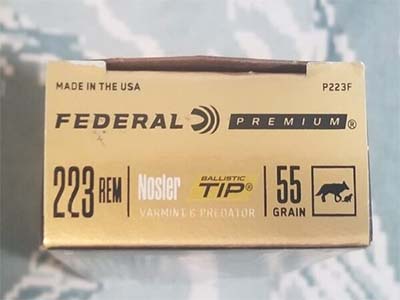 MADE IN THE USA P223F
FEDERAL PREMIUM®
223 REM Nosler BALLISTIC TIP® 55 GRAIN
VARMINT & PREDATOR